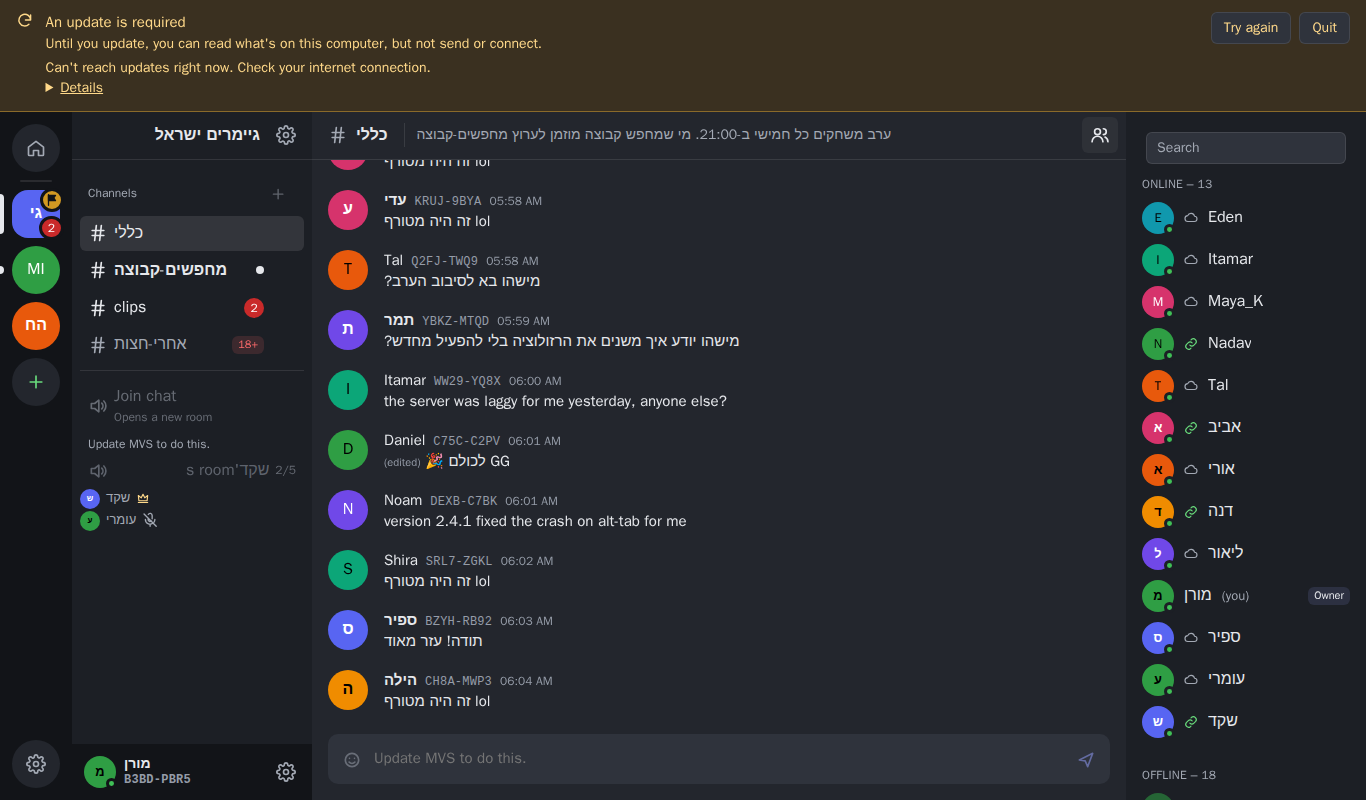 An update is required
Until you update, you can read what's on this computer, but not send or connect.
Can't reach updates right now. Check your internet connection.
Details
Try again
Quit
גי
2
MI
הח
גיימרים ישראל
Channels
כללי
מחפשים-קבוצה
clips
2
אחרי-חצות
18+
Join chat
Opens a new room
Update MVS to do this.
שקד's room
2/5
ש
שקד
ע
עומרי
מ
מורן
B3BD-PBR5
# כללי
ערב משחקים כל חמישי ב-21:00. מי שמחפש קבוצה מוזמן לערוץ מחפשים-קבוצה
זה היה מטורף lol
ע
עדי KRUJ-9BYA 05:58 AM
זה היה מטורף lol
T
Tal Q2FJ-TWQ9 05:58 AM
מישהו בא לסיבוב הערב?
ת
תמר YBKZ-MTQD 05:59 AM
מישהו יודע איך משנים את הרזולוציה בלי להפעיל מחדש?
I
Itamar WW29-YQ8X 06:00 AM
the server was laggy for me yesterday, anyone else?
D
Daniel C75C-C2PV 06:01 AM
GG לכולם 🎉 (edited)
N
Noam DEXB-C7BK 06:01 AM
version 2.4.1 fixed the crash on alt-tab for me
S
Shira SRL7-ZGKL 06:02 AM
זה היה מטורף lol
ס
ספיר BZYH-RB92 06:03 AM
תודה! עזר מאוד
ה
הילה CH8A-MWP3 06:04 AM
זה היה מטורף lol
Update MVS to do this.
Search
ONLINE — 13
E
Eden
I
Itamar
M
Maya_K
N
Nadav
T
Tal
א
אביב
א
אורי
ד
דנה
ל
ליאור
מ
מורן (you)
Owner
ס
ספיר
ע
עומרי
ש
שקד
OFFLINE — 18